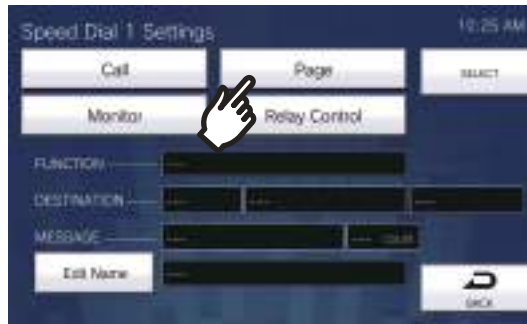 Speed Dial 1 Settings
10:25 AM
Call
Page
SELECT
Monitor
Relay Control
FUNCTION
---
DESTINATION
--- --- ---
MESSAGE
--- ---
Edit Name
---
BACK